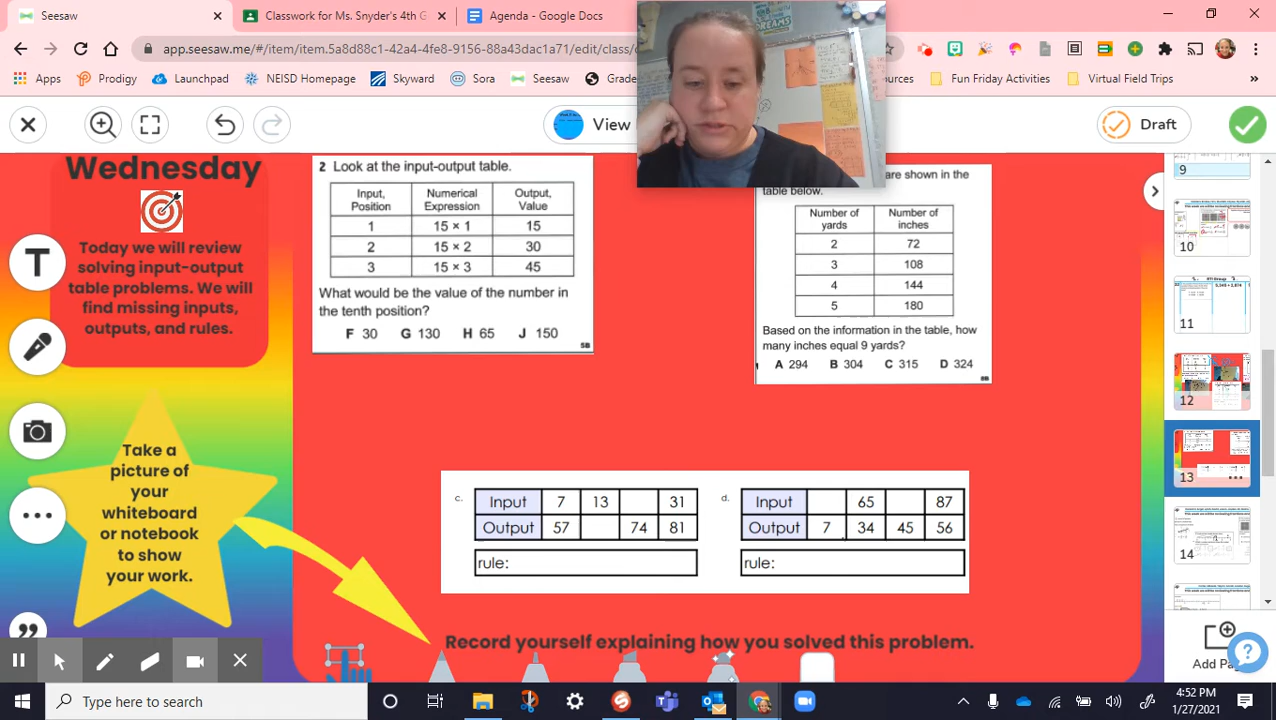 Seesaw
Classwork for Ms. Snyder's 4th G
Agenda - Google Docs
app.seesaw.me/#/item/item.5a8d88c1-42a4-4fe8-9156-88a43dac1a71/edit/class/
Apps
Prodigy
Launchpad
NEISD Homepage
Skyward
Sora
Seesaw
Grade
ources
Fun Friday Activities
Virtual Field Trips
View
Draft
Wednesday
Today we will review
solving input-output
table problems. We will
find missing inputs,
outputs, and rules.
Take a
picture of
your
whiteboard
or notebook
to show
your work.
2 Look at the input-output table.
Input, Position Numerical Expression Output, Value
1 15 × 1 15
2 15 × 2 30
3 15 × 3 45
What would be the value of the number in
the tenth position?
F 30 G 130 H 65 J 150
5B
are shown in the
table below.
Number of yards Number of inches
2 72
3 108
4 144
5 180
Based on the information in the table, how
many inches equal 9 yards?
A 294 B 304 C 315 D 324
c.
Input 7 13 31
Output 57 74 81
rule:
d.
Input 65 87
Output 7 34 45 56
rule:
Record yourself explaining how you solved this problem.
9
10
11
12
13
14
Add Pag
Type here to search
4:52 PM
1/27/2021